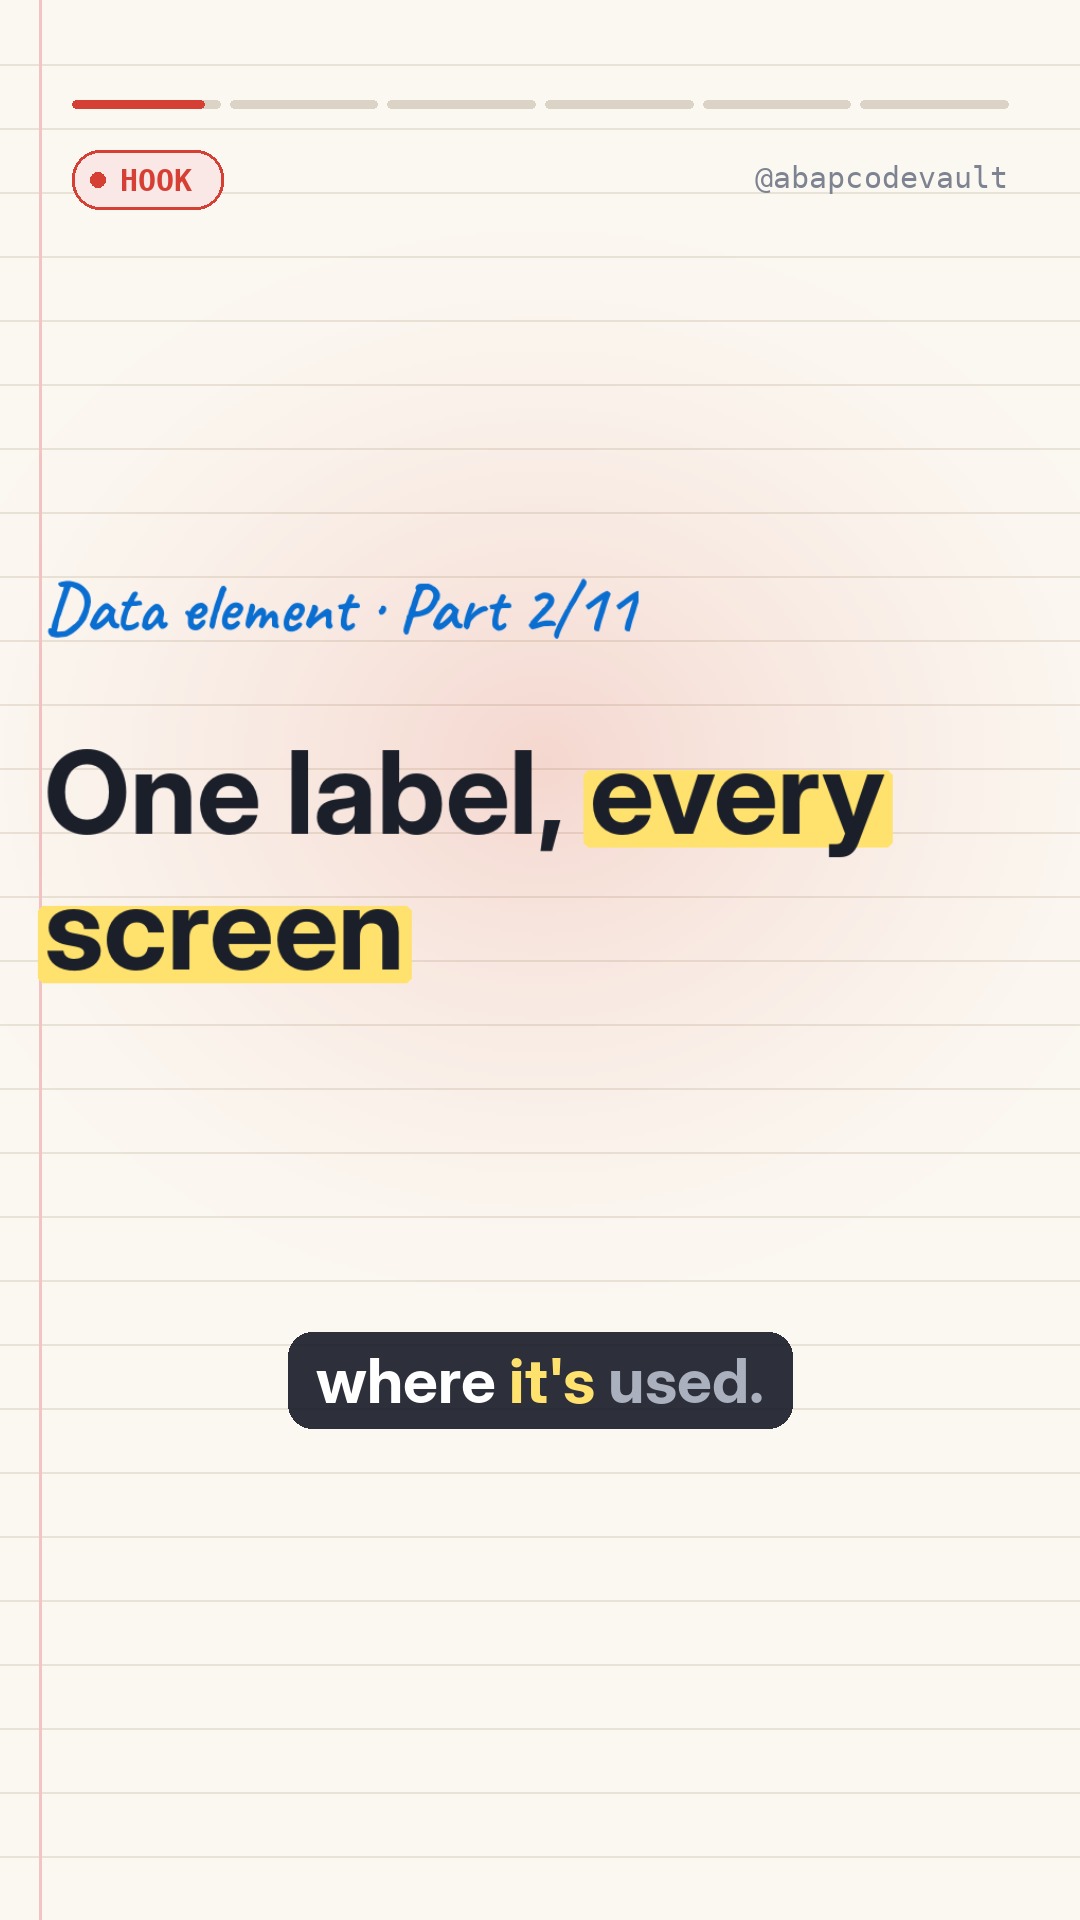 HOOK
@abapcodevault
Data element · Part 2/11
One label, every
screen
where it's used.